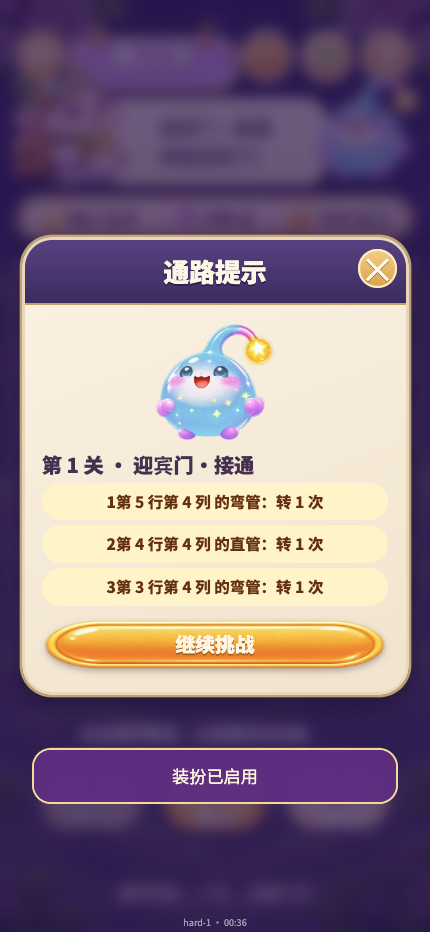 通路提示
第 1 关 · 迎宾门 · 接通
1第 5 行第 4 列 的弯管：转 1 次
2第 4 行第 4 列 的直管：转 1 次
3第 3 行第 4 列 的弯管：转 1 次
继续挑战
装扮已启用
hard-1 · 00:36